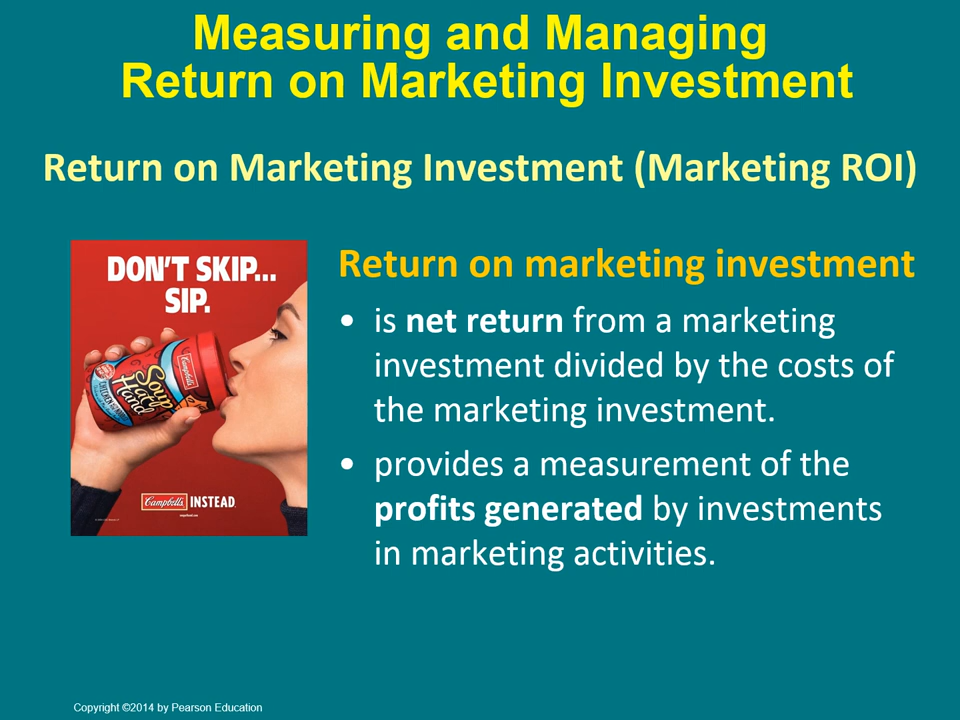 Measuring and Managing
Return on Marketing Investment
Return on Marketing Investment (Marketing ROI)
DON'T SKIP...
SIP.
Campbell's
Soup
at
Hand
Campbell's INSTEAD
Return on marketing investment
• is net return from a marketing
investment divided by the costs of
the marketing investment.
• provides a measurement of the
profits generated by investments
in marketing activities.
Copyright ©2014 by Pearson Education